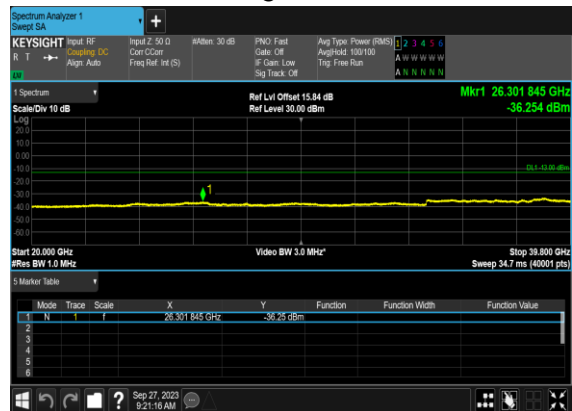 Spectrum Analyzer 1
Swept SA
+
KEYSIGHT Input: RF Input Z: 50 Ω #Atten: 30 dB PNO: Fast Avg Type: Power (RMS) 1 2 3 4 5 6
R T Coupling: DC Corr CCorr Gate: Off Avg|Hold: 100/100 A W W W W W
Align: Auto Freq Ref: Int (S) IF Gain: Low Trig: Free Run
Sig Track: Off A N N N N N
LXI
1 Spectrum Ref Lvl Offset 15.84 dB Mkr1 26.301 845 GHz
Scale/Div 10 dB Ref Level 30.00 dBm -36.254 dBm
Log
20.0
10.0
0.00
-10.0 DL1 -13.00 dBm
-20.0
-30.0 1
-40.0
-50.0
-60.0
Start 20.000 GHz Video BW 3.0 MHz* Stop 39.800 GHz
#Res BW 1.0 MHz Sweep 34.7 ms (40001 pts)
5 Marker Table
Mode Trace Scale X Y Function Function Width Function Value
1 N 1 f 26.301 845 GHz -36.25 dBm
2
3
4
5
6
? Sep 27, 2023
9:21:16 AM